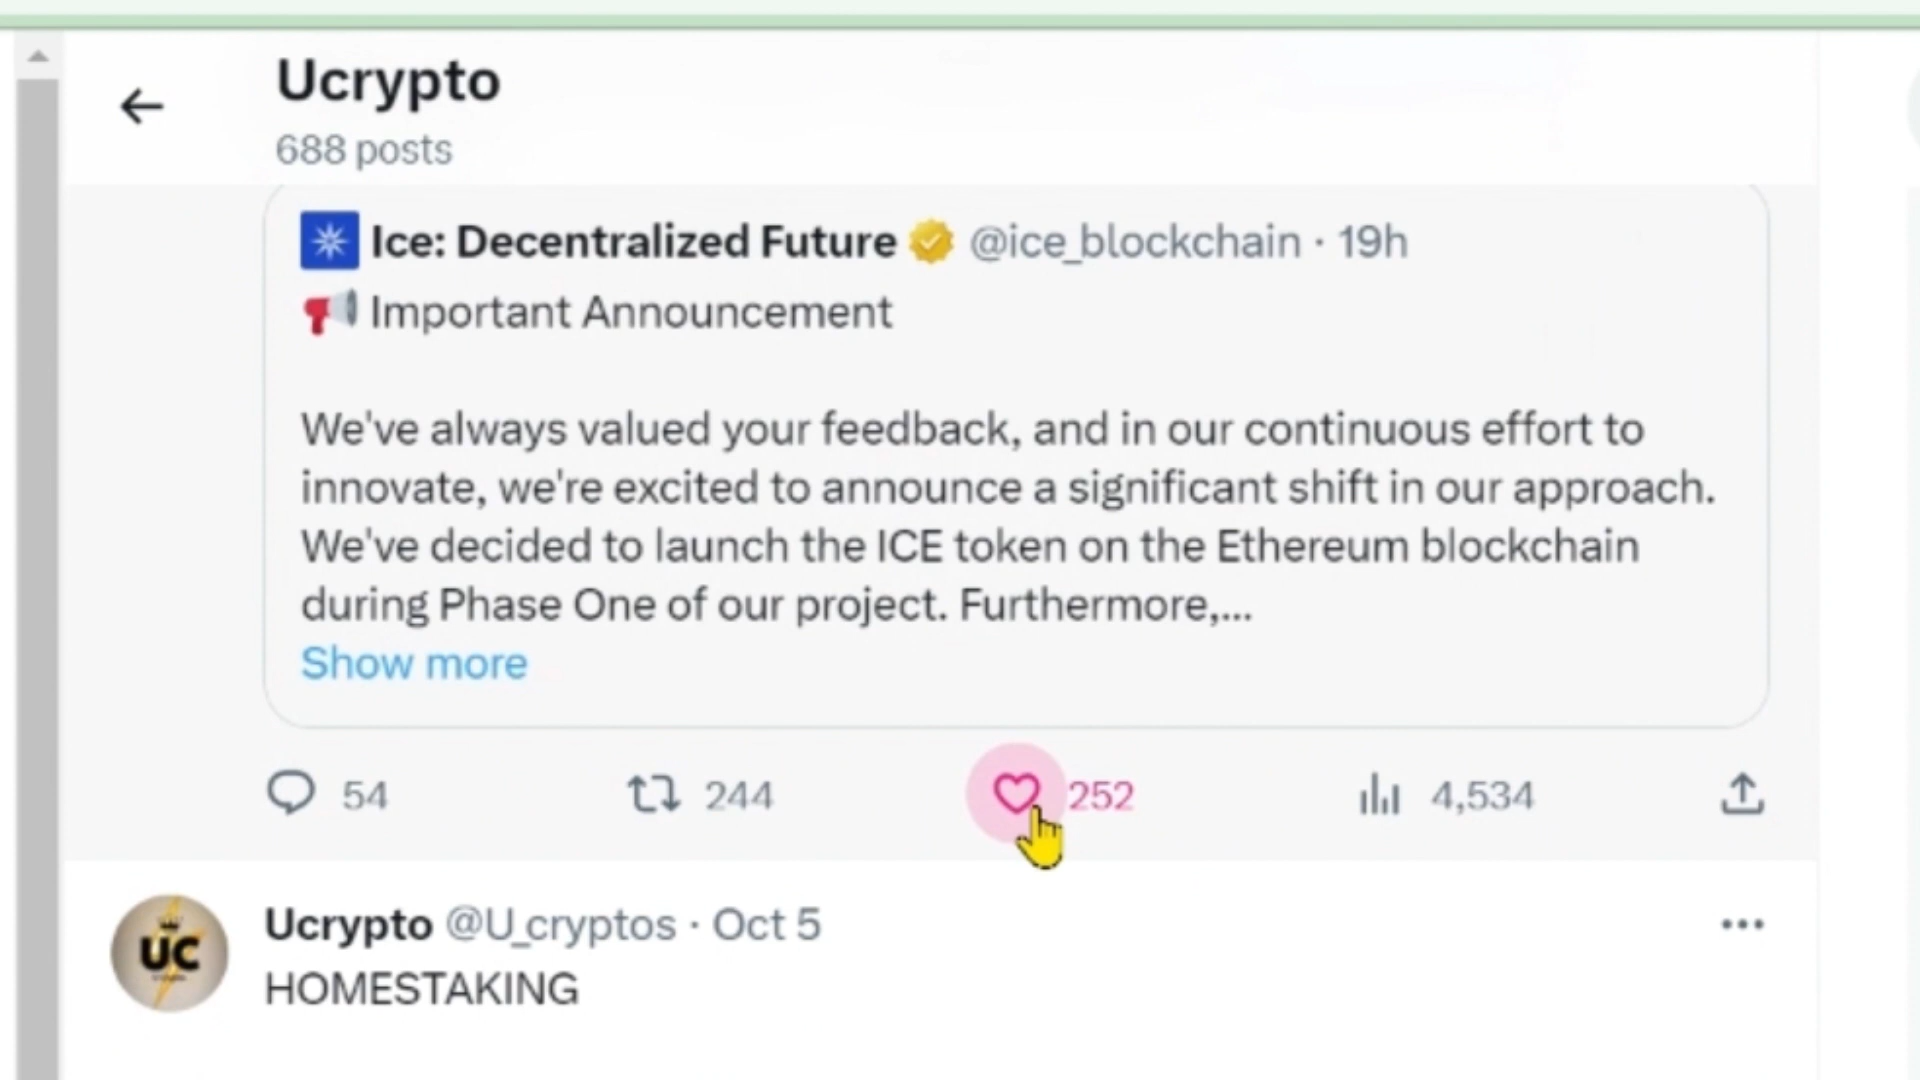 Ucrypto
688 posts
Ice: Decentralized Future @ice_blockchain · 19h
Important Announcement
We've always valued your feedback, and in our continuous effort to
innovate, we're excited to announce a significant shift in our approach.
We've decided to launch the ICE token on the Ethereum blockchain
during Phase One of our project. Furthermore,...
Show more
54 244 252 4,534
Ucrypto @U_cryptos · Oct 5
UC
HOMESTAKING